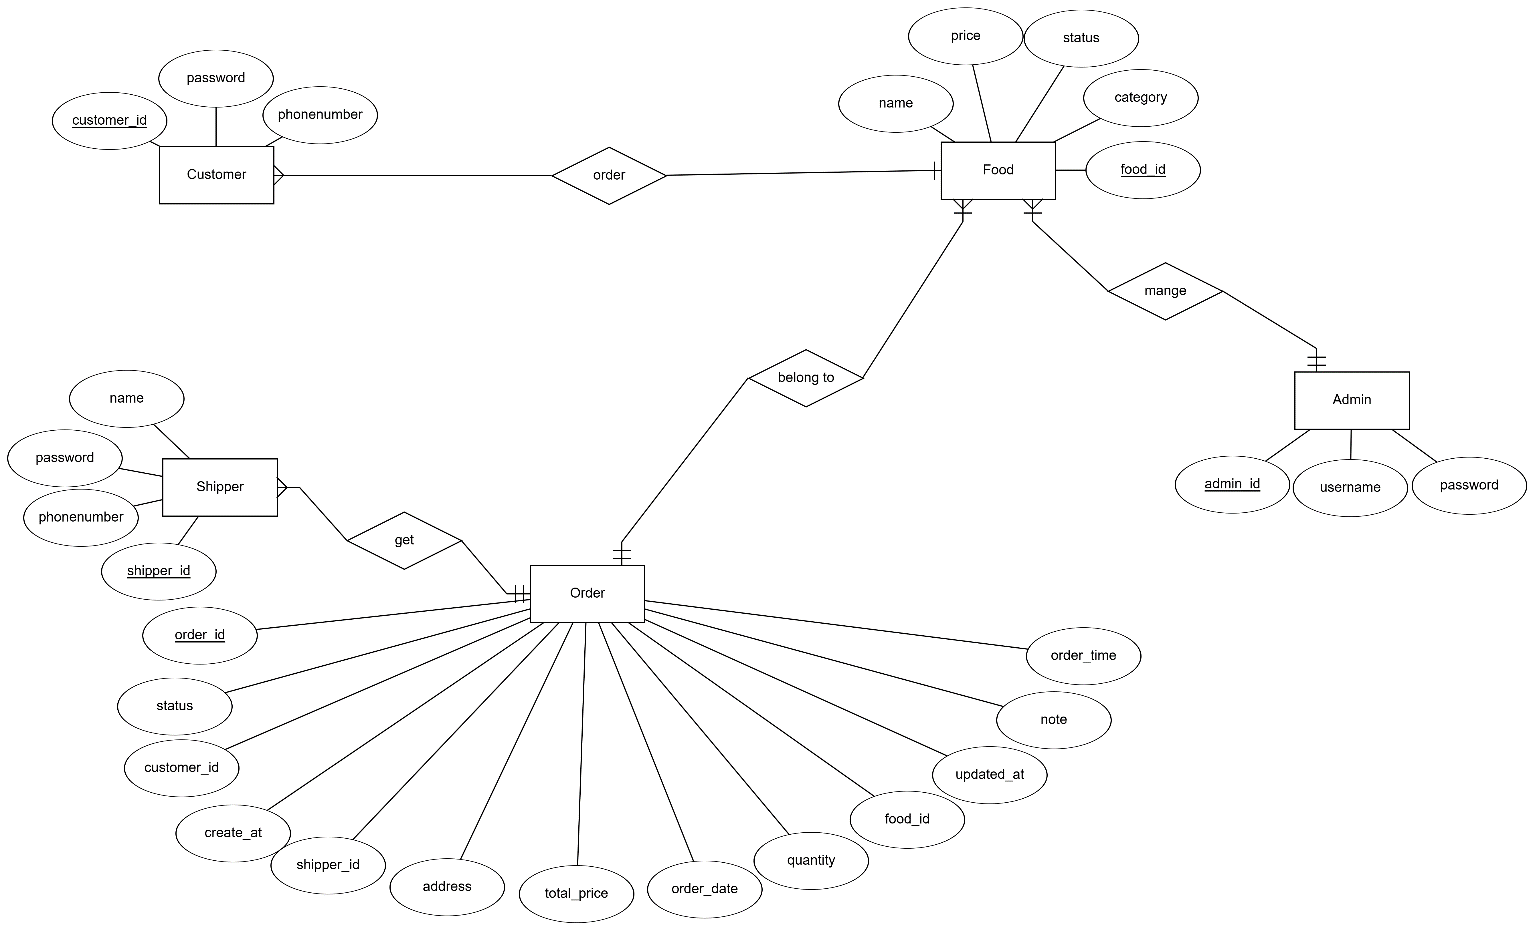 price
status
password
category
name
phonenumber
customer_id
Customer
order
Food
food_id
mange
belong to
name
Admin
password
Shipper
admin_id
username
password
phonenumber
get
shipper_id
Order
order_id
order_time
status
note
customer_id
updated_at
create_at
food_id
shipper_id
quantity
address
total_price
order_date